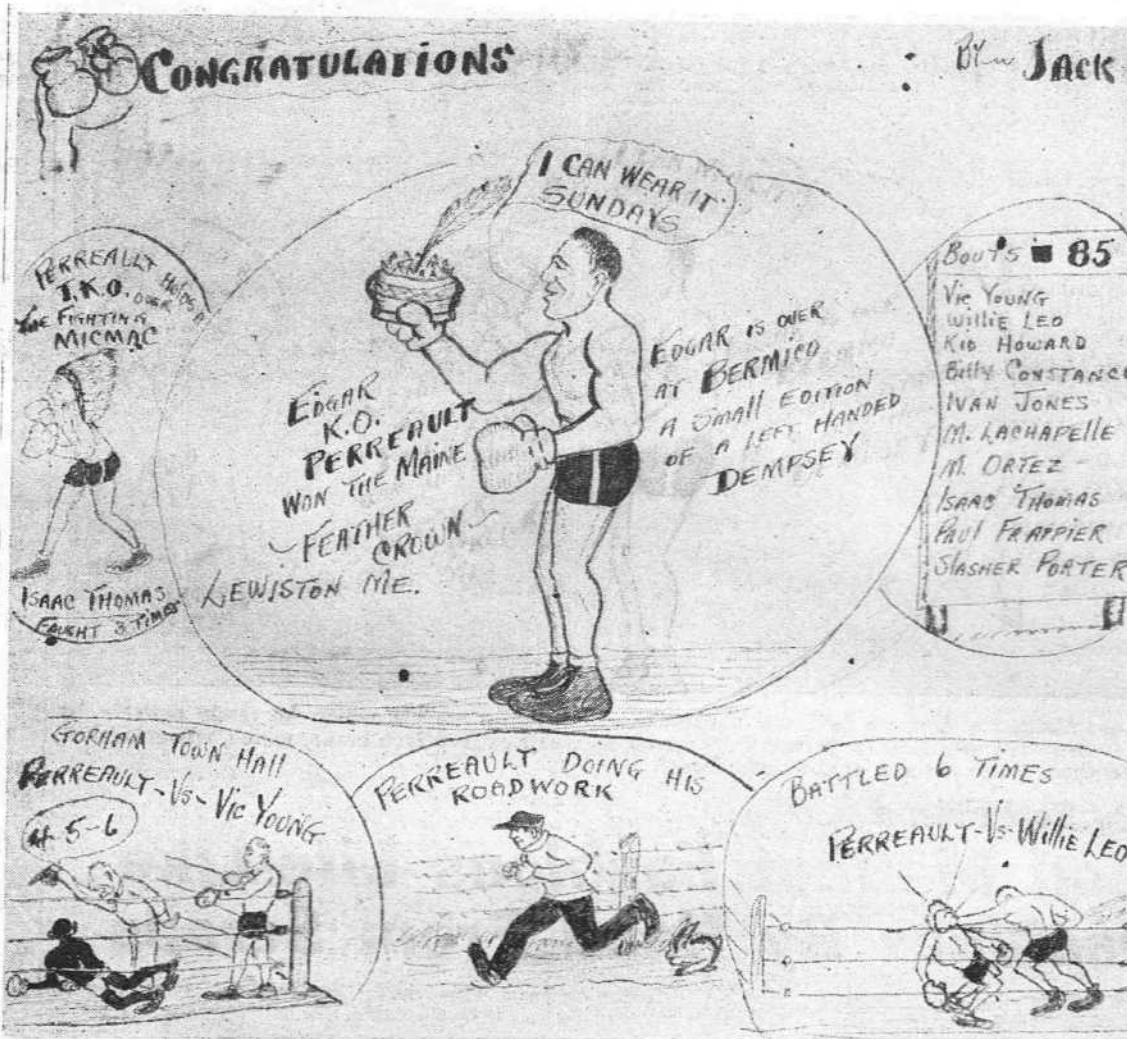 CONGRATULATIONS
BY JACK
I CAN WEAR IT
SUNDAYS
PERREAULT HOLDS A
T.K.O. OVER
THE FIGHTING
MICMAC
ISAAC THOMAS
FAUGHT 3 TIMES
EDGAR
K.O.
PERREAULT
WON THE MAINE
FEATHER
CROWN
LEWISTON ME.
EDGAR IS OVER
AT BERMICO
A SMALL EDITION
OF A LEFT HANDED
DEMPSEY
BOUTS 85
VIC YOUNG
WILLIE LEO
KID HOWARD
BILLY CONSTANCE
IVAN JONES
M. LACHAPELLE
M. ORTEZ
ISAAC THOMAS
PAUL FRAPPIER
SLASHER PORTER
GORHAM TOWN HALL
PERREAULT-VS-VIC YOUNG
4-5-6
PERREAULT DOING HIS
ROADWORK
BATTLED 6 TIMES
PERREAULT-VS-WILLIE LEO